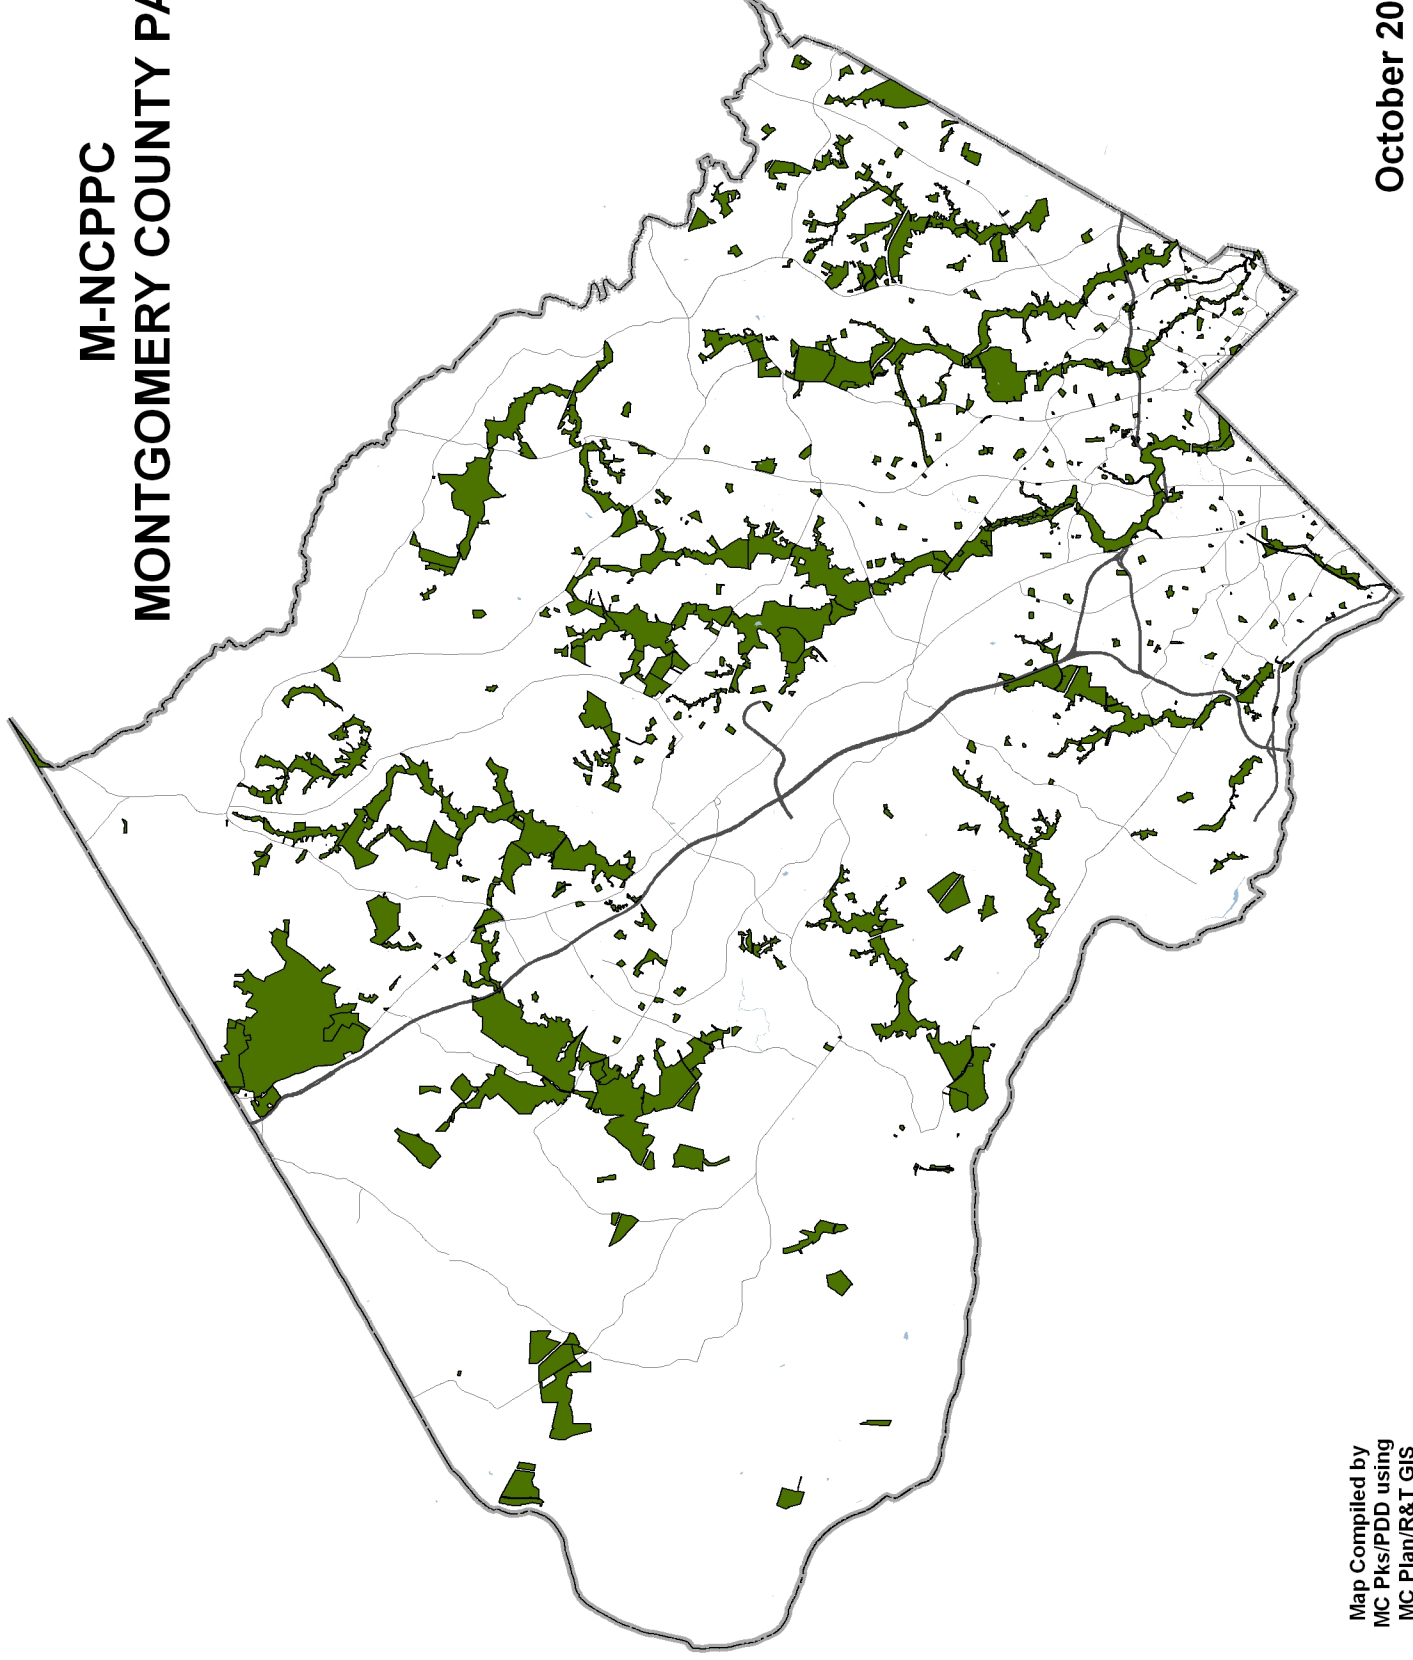 M-NCPPC
MONTGOMERY COUNTY PA
October 20
Map Compiled by
MC Pks/PDD using
MC Plan/R&T GIS